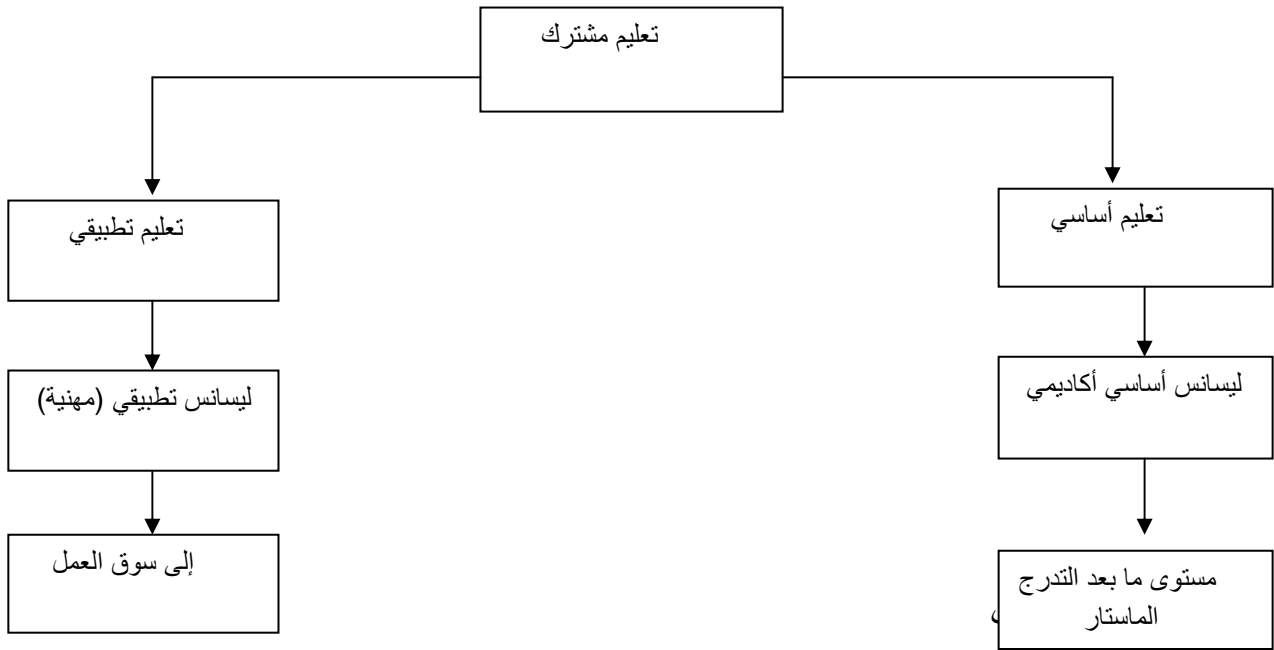 تعليم مشترك
تعليم أساسي
تعليم تطبيقي
ليسانس أساسي أكاديمي
ليسانس تطبيقي (مهنية)
مستوى ما بعد التدرج
الماستار
إلى سوق العمل